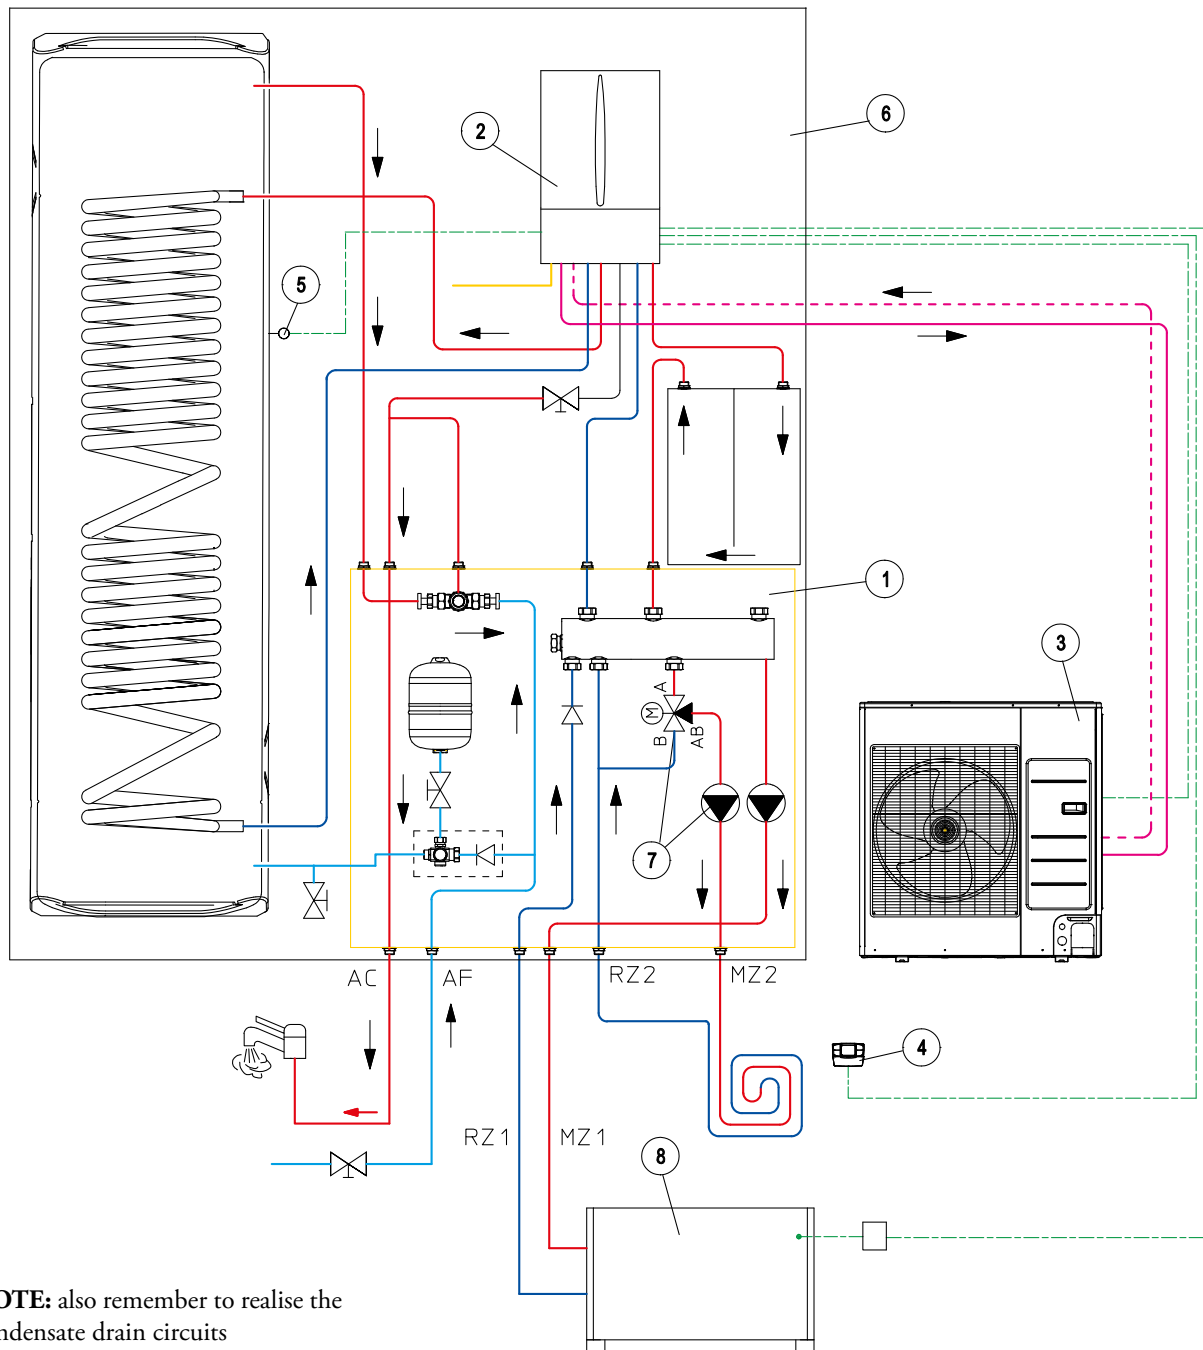 2
6
5
1
3
A
M
B
AB
7
AC
AF
RZ2
MZ2
4
RZ1
MZ1
8
OTE: also remember to realise the
ndensate drain circuits